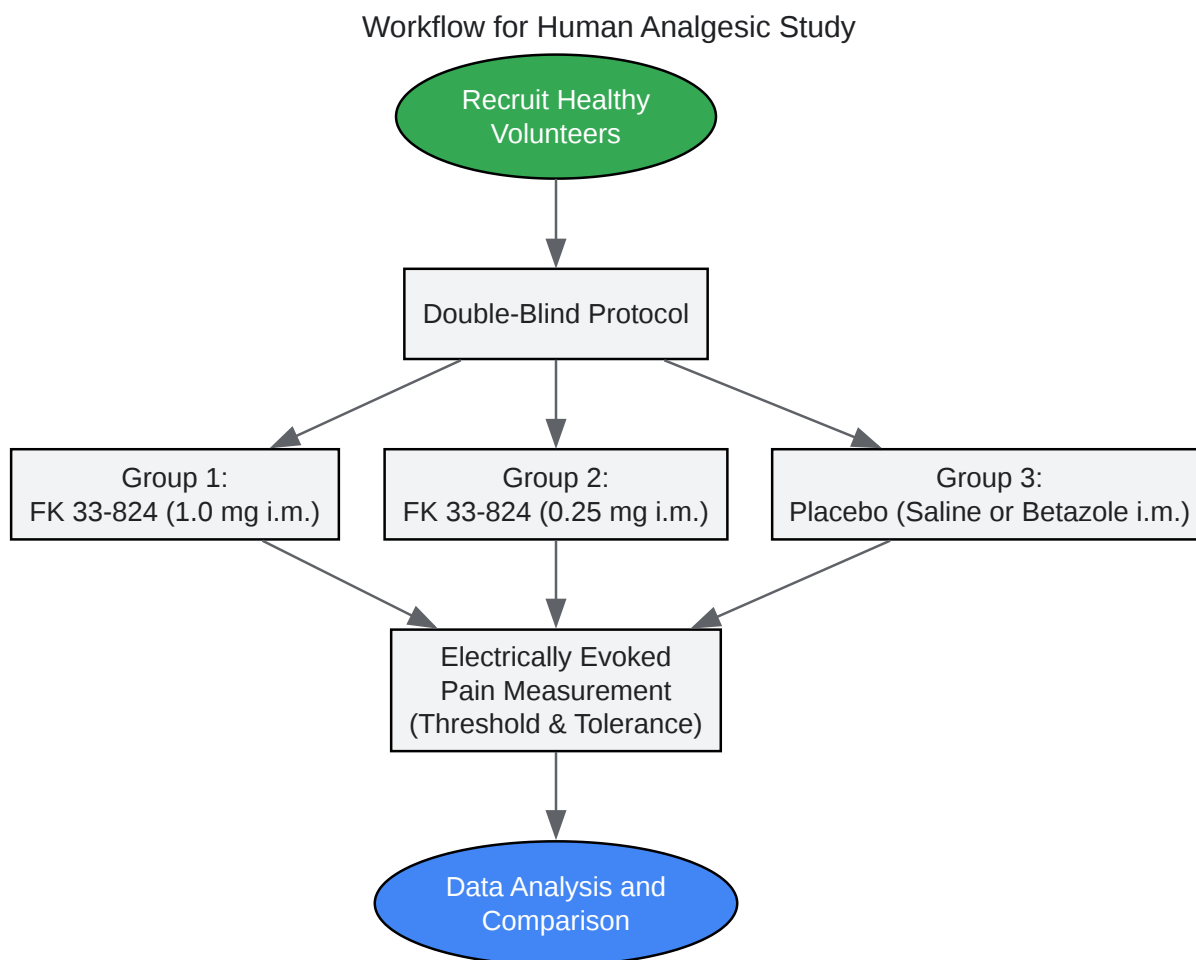 Workflow for Human Analgesic Study
Recruit Healthy
Volunteers
Double-Blind Protocol
Group 1:
FK 33-824 (1.0 mg i.m.)
Group 2:
FK 33-824 (0.25 mg i.m.)
Group 3:
Placebo (Saline or Betazole i.m.)
Electrically Evoked
Pain Measurement
(Threshold & Tolerance)
Data Analysis and
Comparison